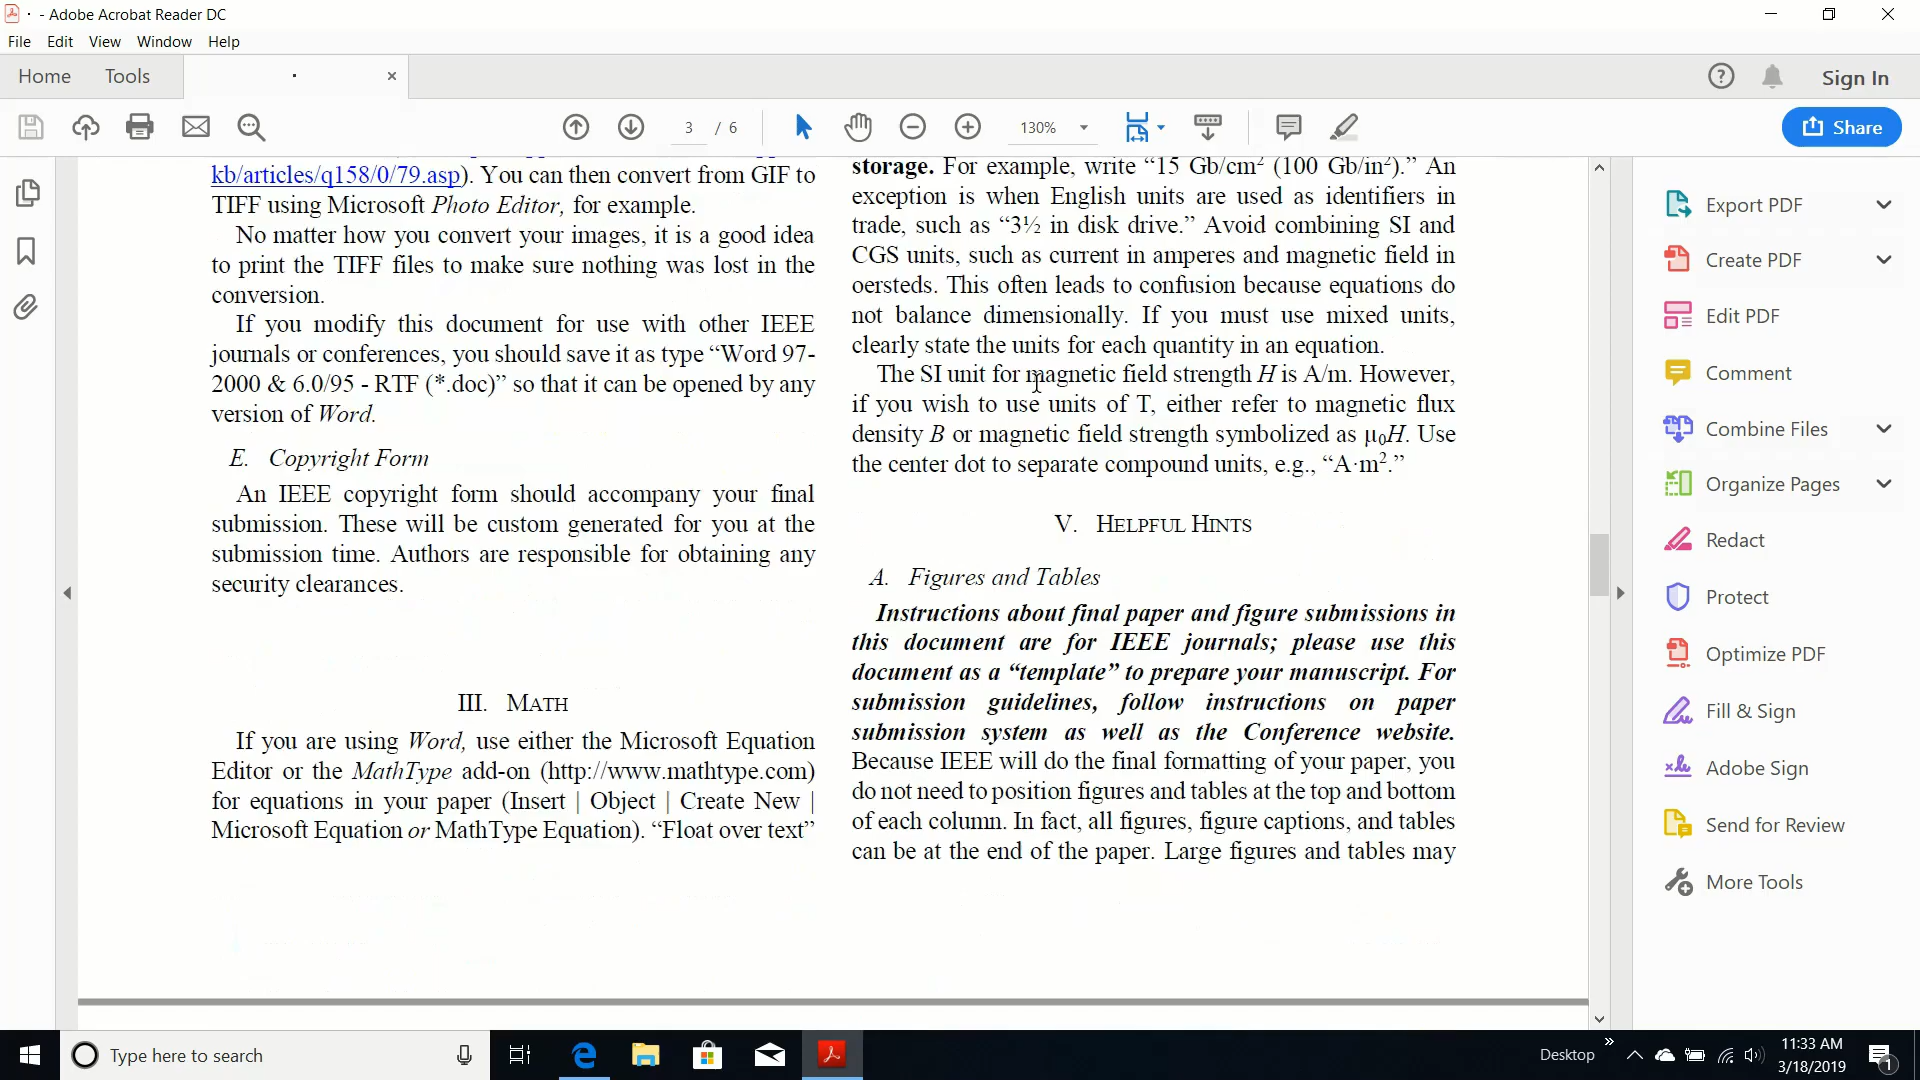 - Adobe Acrobat Reader DC
File Edit View Window Help
Home Tools
Sign In
3 / 6
130%
Share
kb/articles/q158/0/79.asp). You can then convert from GIF to
TIFF using Microsoft Photo Editor, for example.
No matter how you convert your images, it is a good idea
to print the TIFF files to make sure nothing was lost in the
conversion.
If you modify this document for use with other IEEE
journals or conferences, you should save it as type “Word 97-
2000 & 6.0/95 - RTF (*.doc)” so that it can be opened by any
version of Word.
E. Copyright Form
An IEEE copyright form should accompany your final
submission. These will be custom generated for you at the
submission time. Authors are responsible for obtaining any
security clearances.
III. MATH
If you are using Word, use either the Microsoft Equation
Editor or the MathType add-on (http://www.mathtype.com)
for equations in your paper (Insert | Object | Create New |
Microsoft Equation or MathType Equation). “Float over text”
storage. For example, write “15 Gb/cm² (100 Gb/in²).” An
exception is when English units are used as identifiers in
trade, such as “3½ in disk drive.” Avoid combining SI and
CGS units, such as current in amperes and magnetic field in
oersteds. This often leads to confusion because equations do
not balance dimensionally. If you must use mixed units,
clearly state the units for each quantity in an equation.
The SI unit for magnetic field strength H is A/m. However,
if you wish to use units of T, either refer to magnetic flux
density B or magnetic field strength symbolized as µ₀H. Use
the center dot to separate compound units, e.g., “A·m².”
V. HELPFUL HINTS
A. Figures and Tables
Instructions about final paper and figure submissions in
this document are for IEEE journals; please use this
document as a “template” to prepare your manuscript. For
submission guidelines, follow instructions on paper
submission system as well as the Conference website.
Because IEEE will do the final formatting of your paper, you
do not need to position figures and tables at the top and bottom
of each column. In fact, all figures, figure captions, and tables
can be at the end of the paper. Large figures and tables may
Export PDF
Create PDF
Edit PDF
Comment
Combine Files
Organize Pages
Redact
Protect
Optimize PDF
Fill & Sign
Adobe Sign
Send for Review
More Tools
Type here to search
Desktop
11:33 AM
3/18/2019
1